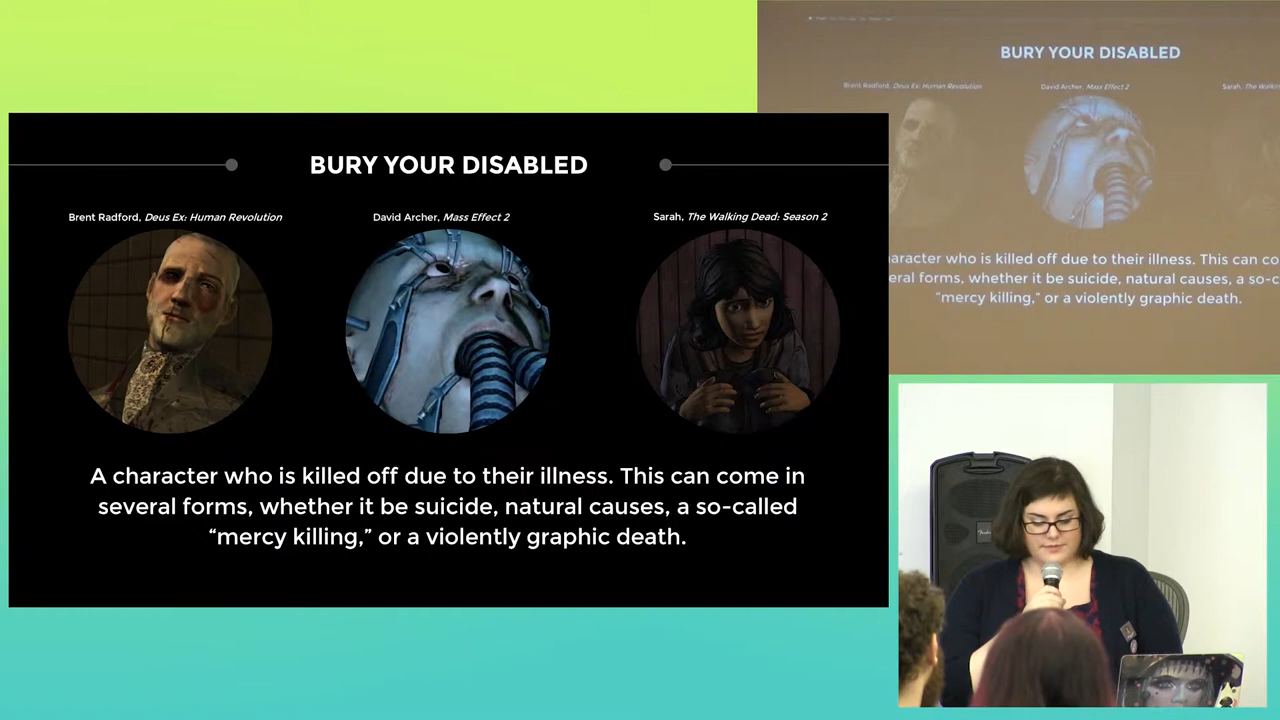 BURY YOUR DISABLED
Brent Radford, Deus Ex: Human Revolution
David Archer, Mass Effect 2
Sarah, The Walking
aracter who is killed off due to their illness. This can co
eral forms, whether it be suicide, natural causes, a so-c
“mercy killing,” or a violently graphic death.
BURY YOUR DISABLED
Brent Radford, Deus Ex: Human Revolution
David Archer, Mass Effect 2
Sarah, The Walking Dead: Season 2
A character who is killed off due to their illness. This can come in
several forms, whether it be suicide, natural causes, a so-called
“mercy killing,” or a violently graphic death.
Fender